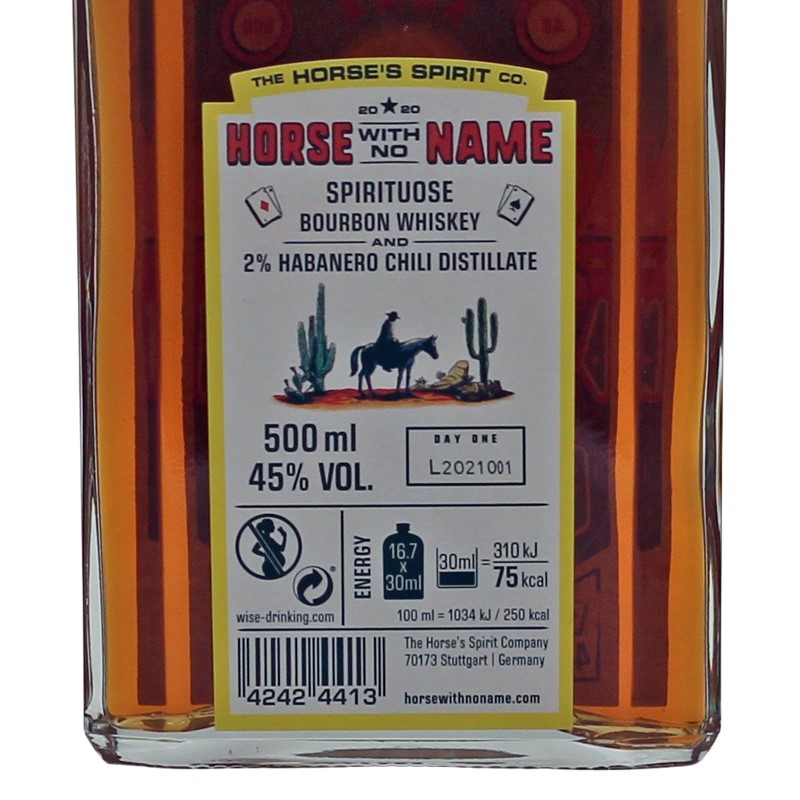 THE HORSE'S SPIRIT CO.
20 ★ 20
HORSE WITH NO NAME
SPIRITUOSE
BOURBON WHISKEY
AND
2% HABANERO CHILI DISTILLATE
500 ml
45% VOL.
DAY ONE
L2021001
ENERGY
16.7 x 30ml
30ml = 310 kJ
75 kcal
wise-drinking.com
100 ml = 1034 kJ / 250 kcal
The Horse's Spirit Company
70173 Stuttgart | Germany
4242 4413
horsewithnoname.com